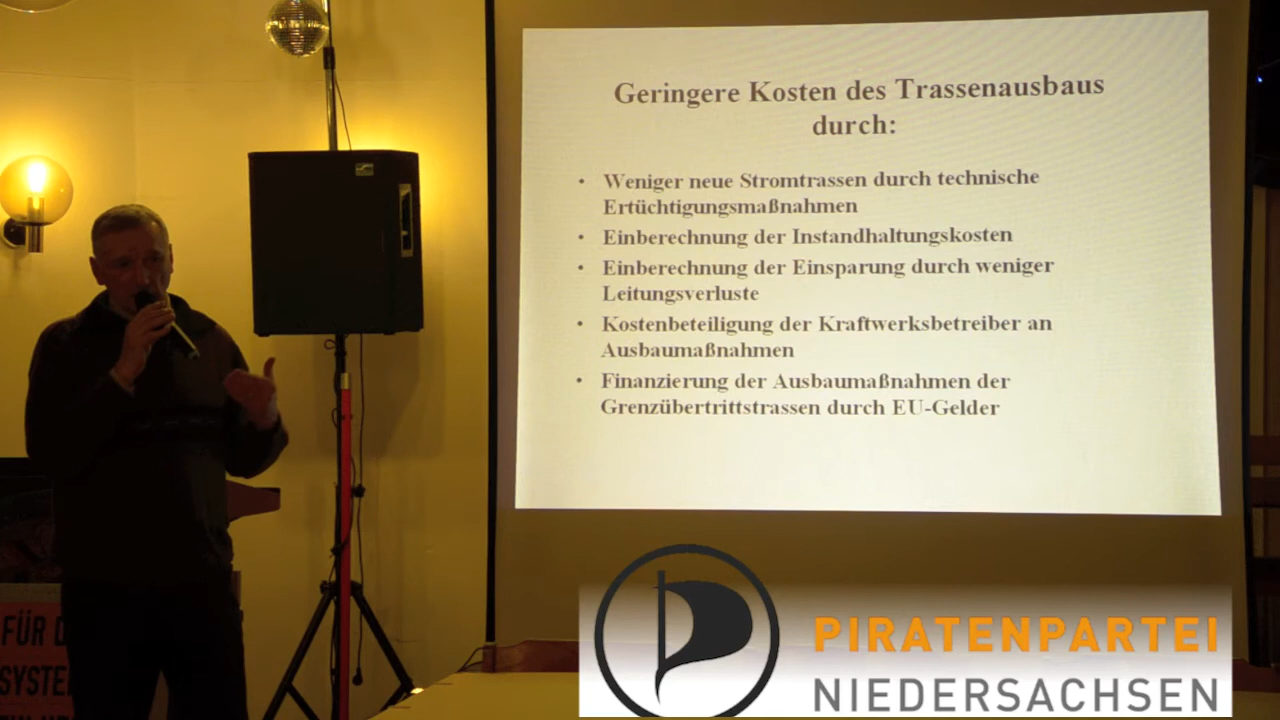 Geringere Kosten des Trassenausbaus
durch:
• Weniger neue Stromtrassen durch technische
Ertüchtigungsmaßnahmen
• Einberechnung der Instandhaltungskosten
• Einberechnung der Einsparung durch weniger
Leitungsverluste
• Kostenbeteiligung der Kraftwerksbetreiber an
Ausbaumaßnahmen
• Finanzierung der Ausbaumaßnahmen der
Grenzübertrittstrassen durch EU-Gelder
FÜR
SYSTE
PIRATENPARTEI
NIEDERSACHSEN